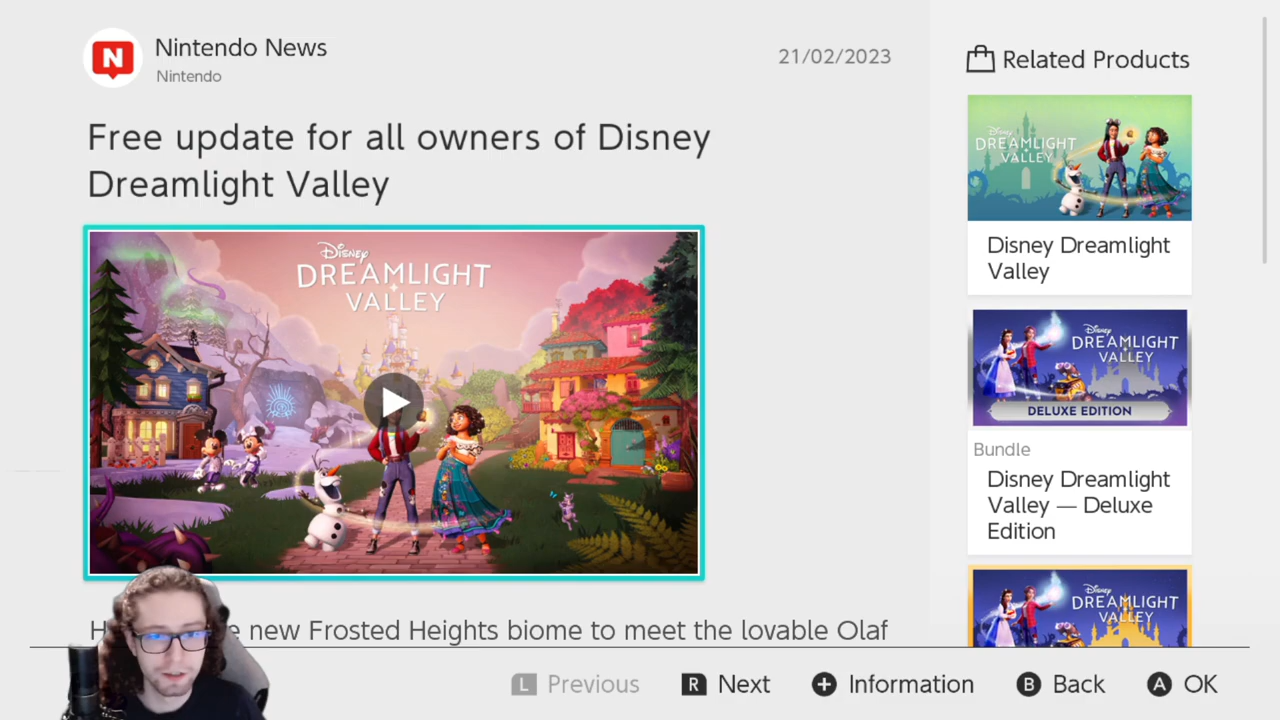 Nintendo News
Nintendo
21/02/2023
Free update for all owners of Disney
Dreamlight Valley
Disney
DREAMLIGHT
VALLEY
new Frosted Heights biome to meet the lovable Olaf
Related Products
Disney
DREAMLIGHT
VALLEY
Disney Dreamlight
Valley
Disney
DREAMLIGHT
VALLEY
DELUXE EDITION
Bundle
Disney Dreamlight
Valley — Deluxe
Edition
Disney
DREAMLIGHT
VALLEY
L Previous
R Next
+ Information
B Back
A OK